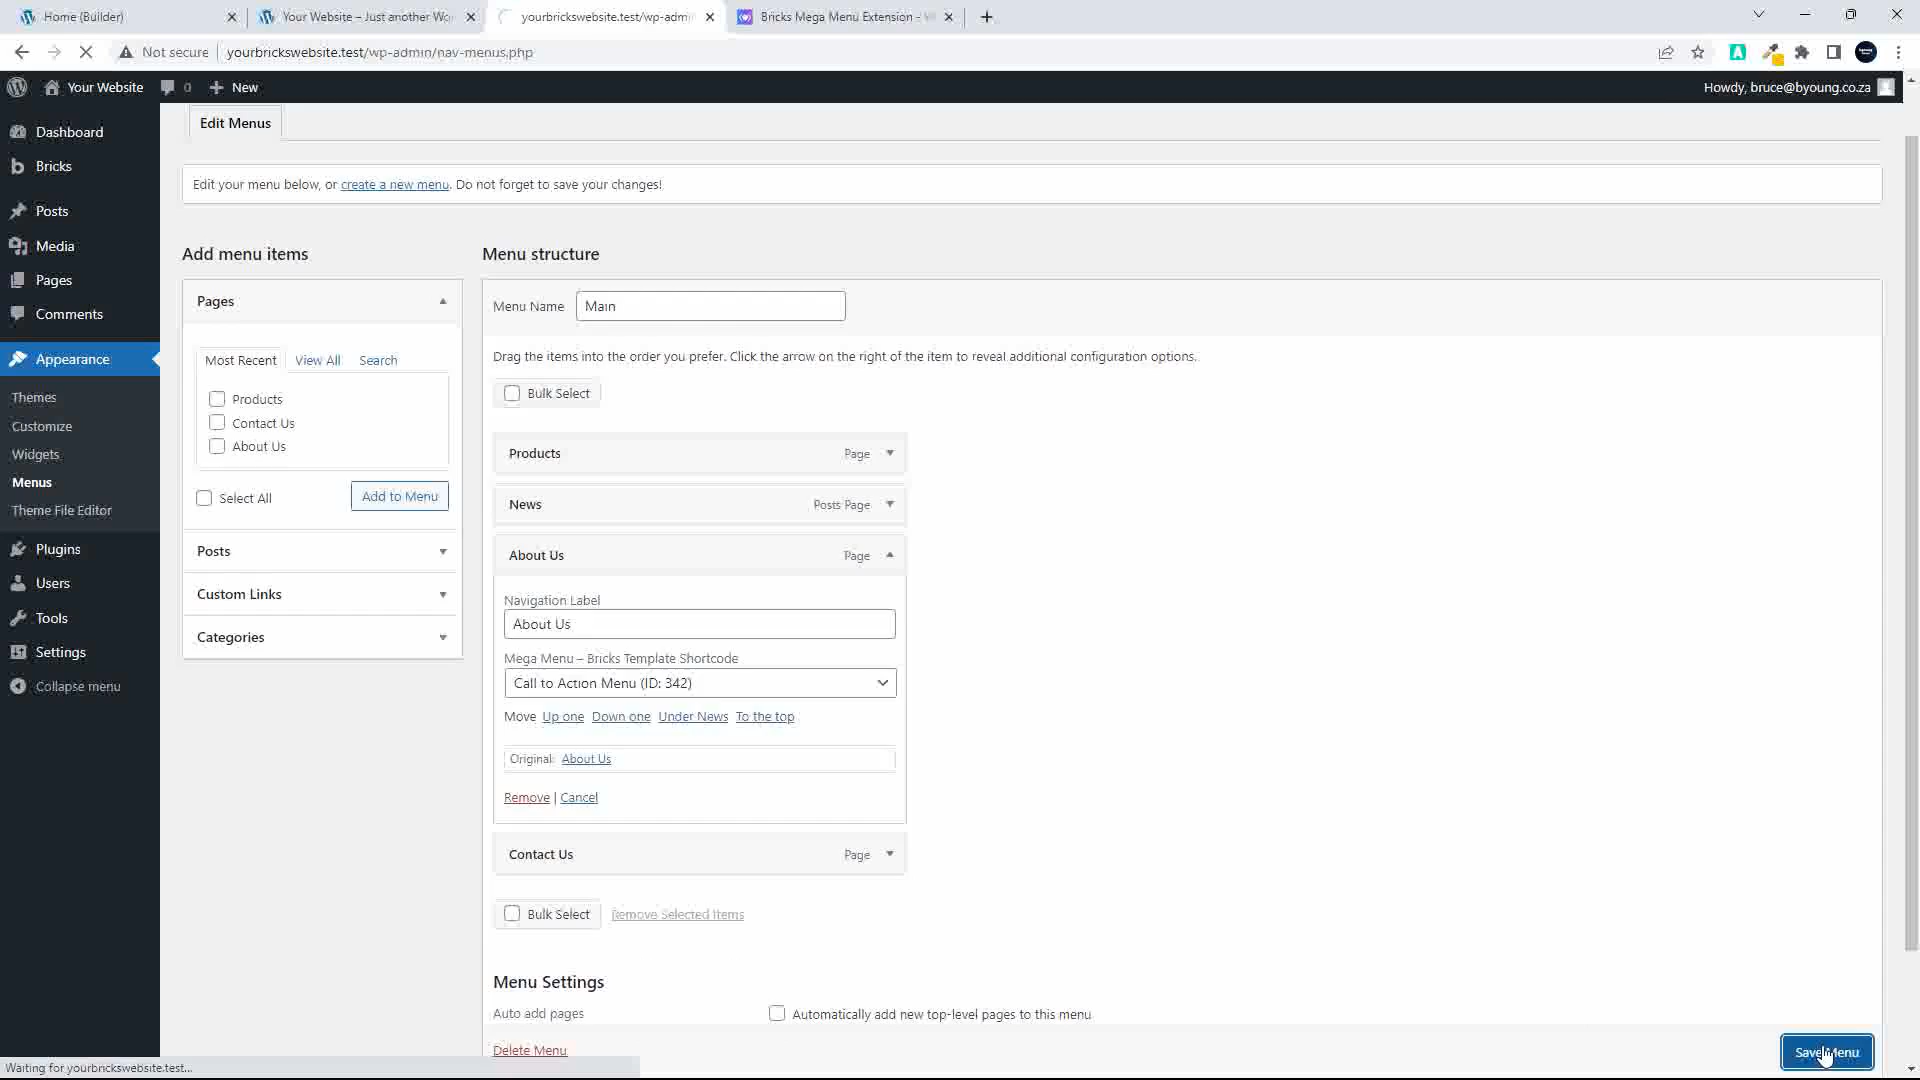 Home (Builder)
Your Website – Just another Wo
yourbrickswebsite.test/wp-admi
Bricks Mega Menu Extension -
Not secure
yourbrickswebsite.test/wp-admin/nav-menus.php
Your Website
0
New
Howdy, bruce@byoung.co.za
Dashboard
Bricks
Posts
Media
Pages
Comments
Appearance
Themes
Customize
Widgets
Menus
Theme File Editor
Plugins
Users
Tools
Settings
Collapse menu
Edit Menus
Edit your menu below, or create a new menu. Do not forget to save your changes!
Add menu items
Pages
Most Recent View All Search
Products
Contact Us
About Us
Select All
Add to Menu
Posts
Custom Links
Categories
Menu structure
Menu Name Main
Drag the items into the order you prefer. Click the arrow on the right of the item to reveal additional configuration options.
Bulk Select
Products Page
News Posts Page
About Us Page
Navigation Label
About Us
Mega Menu – Bricks Template Shortcode
Call to Action Menu (ID: 342)
Move Up one Down one Under News To the top
Original: About Us
Remove | Cancel
Contact Us Page
Bulk Select Remove Selected Items
Menu Settings
Auto add pages
Automatically add new top-level pages to this menu
Delete Menu
Save Menu
Waiting for yourbrickswebsite.test...